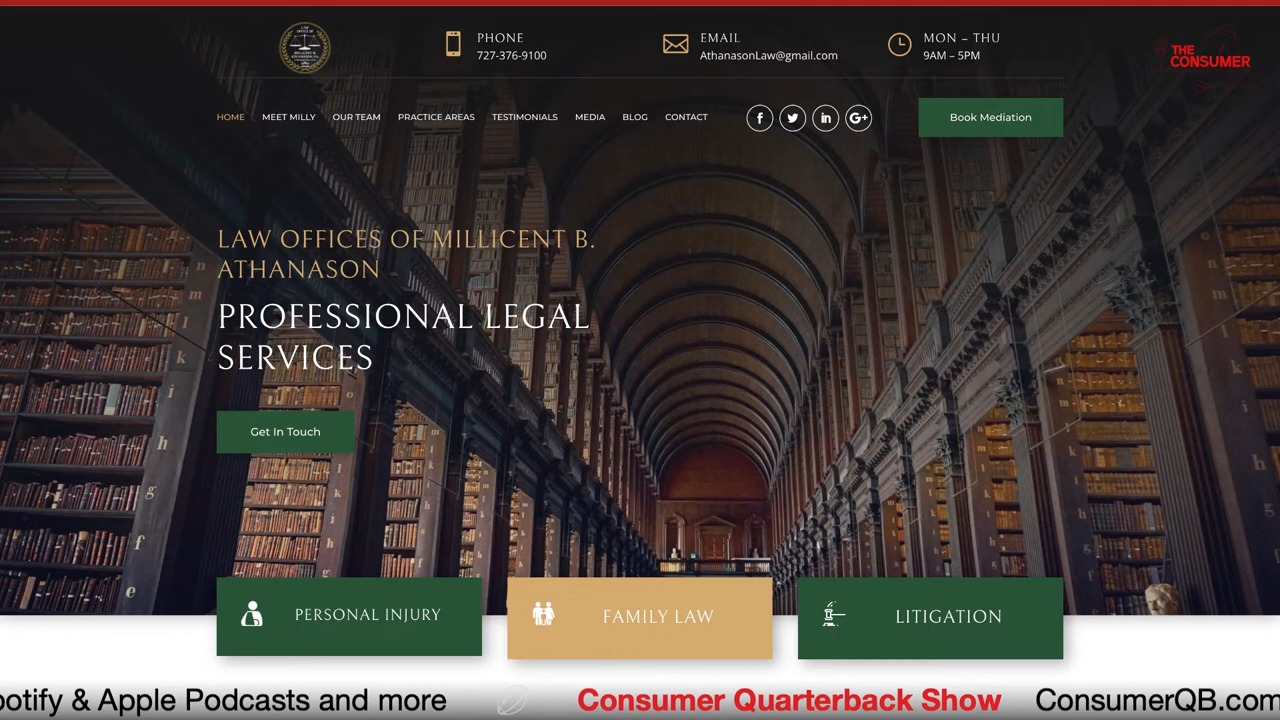 PHONE
727-376-9100
EMAIL
AthanasonLaw@gmail.com
MON – THU
9AM – 5PM
THE
CONSUMER
HOME MEET MILLY OUR TEAM PRACTICE AREAS TESTIMONIALS MEDIA BLOG CONTACT
Book Mediation
LAW OFFICES OF MILLICENT B.
ATHANASON
PROFESSIONAL LEGAL
SERVICES
Get In Touch
PERSONAL INJURY
FAMILY LAW
LITIGATION
potify & Apple Podcasts and more Consumer Quarterback Show ConsumerQB.com